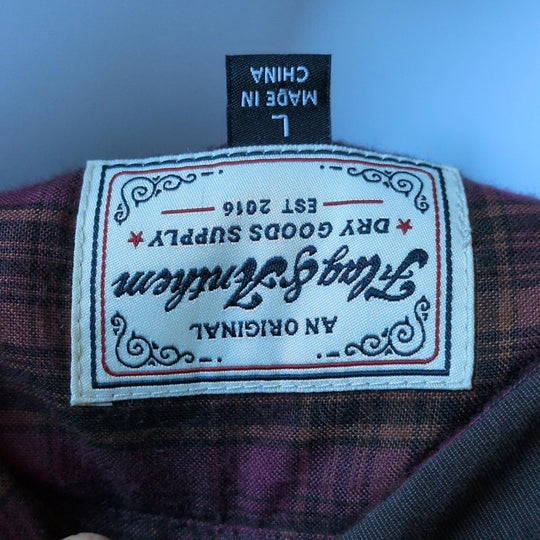 AN ORIGINAL
Flag & Anthem
★ DRY GOODS SUPPLY ★
EST 2016
L
MADE IN
CHINA